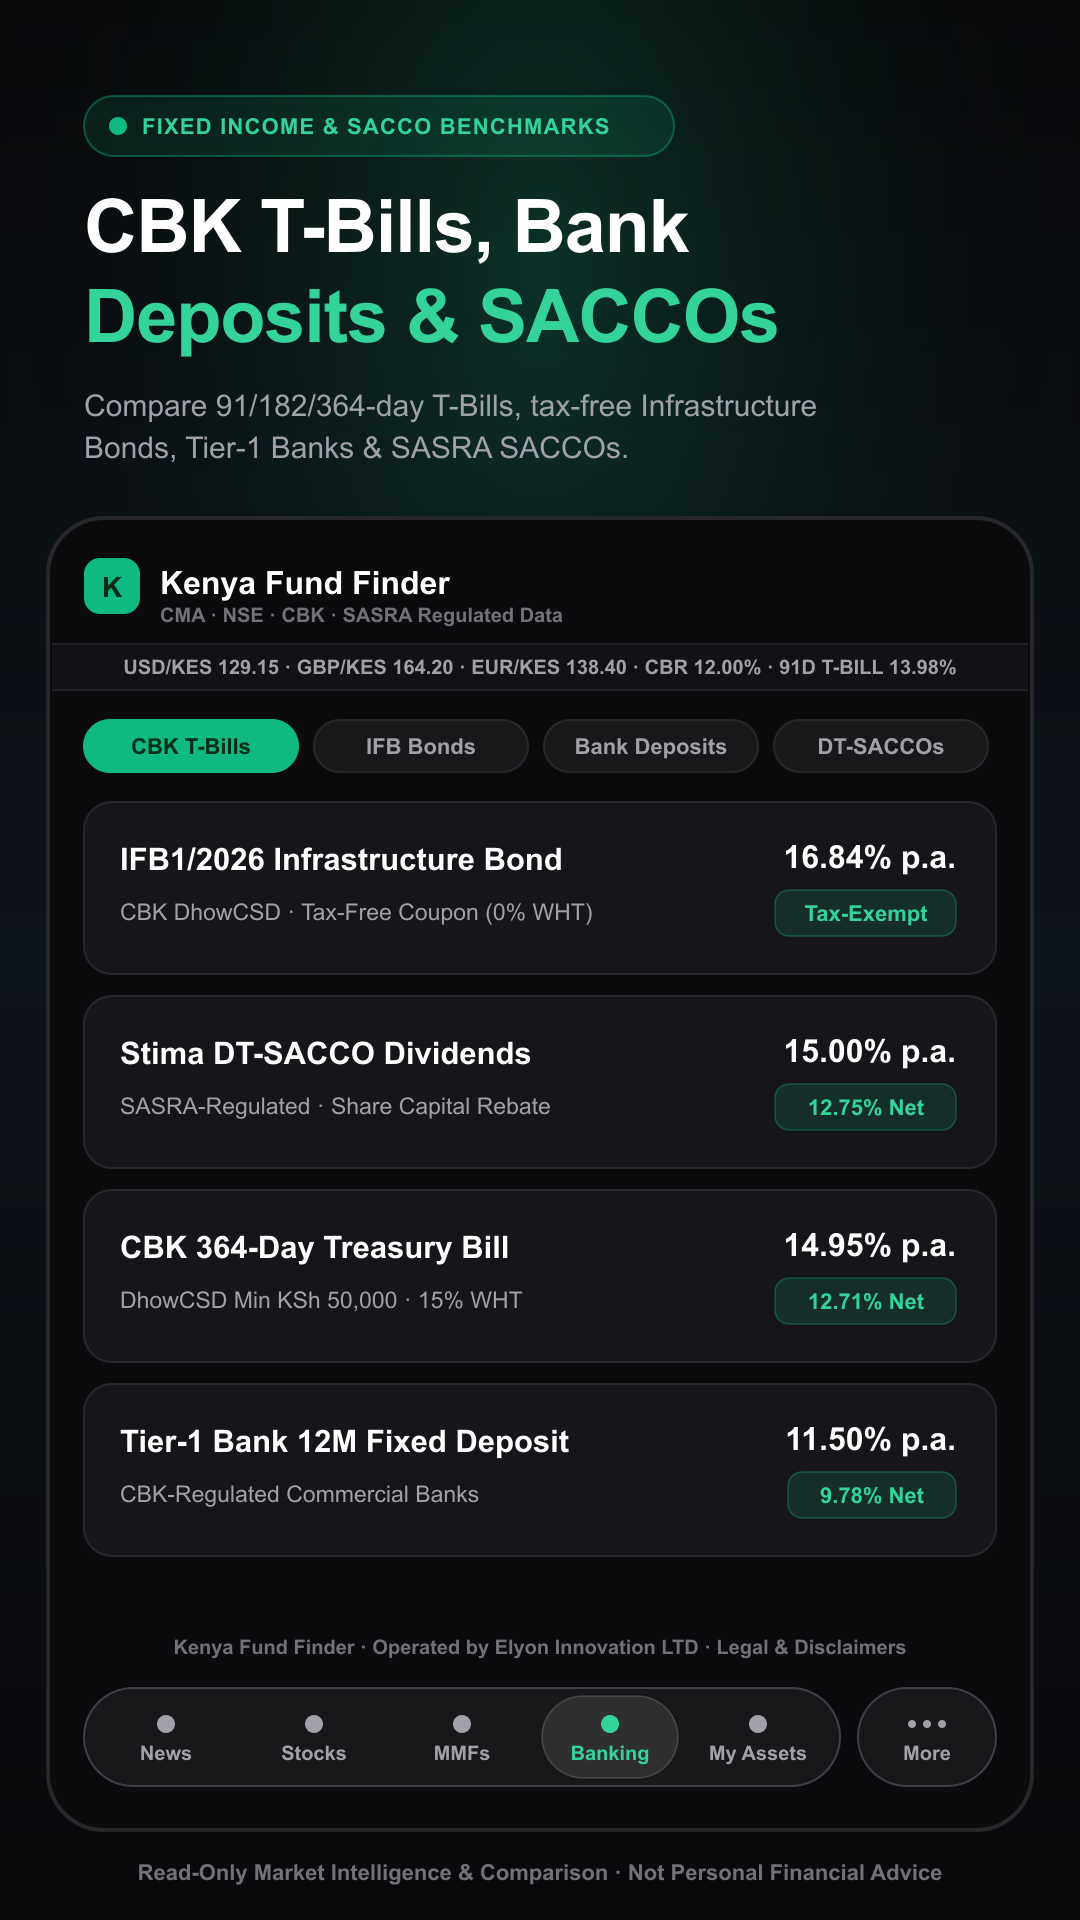 FIXED INCOME & SACCO BENCHMARKS
CBK T-Bills, Bank
Deposits & SACCOs
Compare 91/182/364-day T-Bills, tax-free Infrastructure
Bonds, Tier-1 Banks & SASRA SACCOs.
K
Kenya Fund Finder
CMA · NSE · CBK · SASRA Regulated Data
USD/KES 129.15 · GBP/KES 164.20 · EUR/KES 138.40 · CBR 12.00% · 91D T-BILL 13.98%
CBK T-Bills IFB Bonds Bank Deposits DT-SACCOs
IFB1/2026 Infrastructure Bond 16.84% p.a.
CBK DhowCSD · Tax-Free Coupon (0% WHT) Tax-Exempt
Stima DT-SACCO Dividends 15.00% p.a.
SASRA-Regulated · Share Capital Rebate 12.75% Net
CBK 364-Day Treasury Bill 14.95% p.a.
DhowCSD Min KSh 50,000 · 15% WHT 12.71% Net
Tier-1 Bank 12M Fixed Deposit 11.50% p.a.
CBK-Regulated Commercial Banks 9.78% Net
Kenya Fund Finder · Operated by Elyon Innovation LTD · Legal & Disclaimers
News Stocks MMFs Banking My Assets More
Read-Only Market Intelligence & Comparison · Not Personal Financial Advice